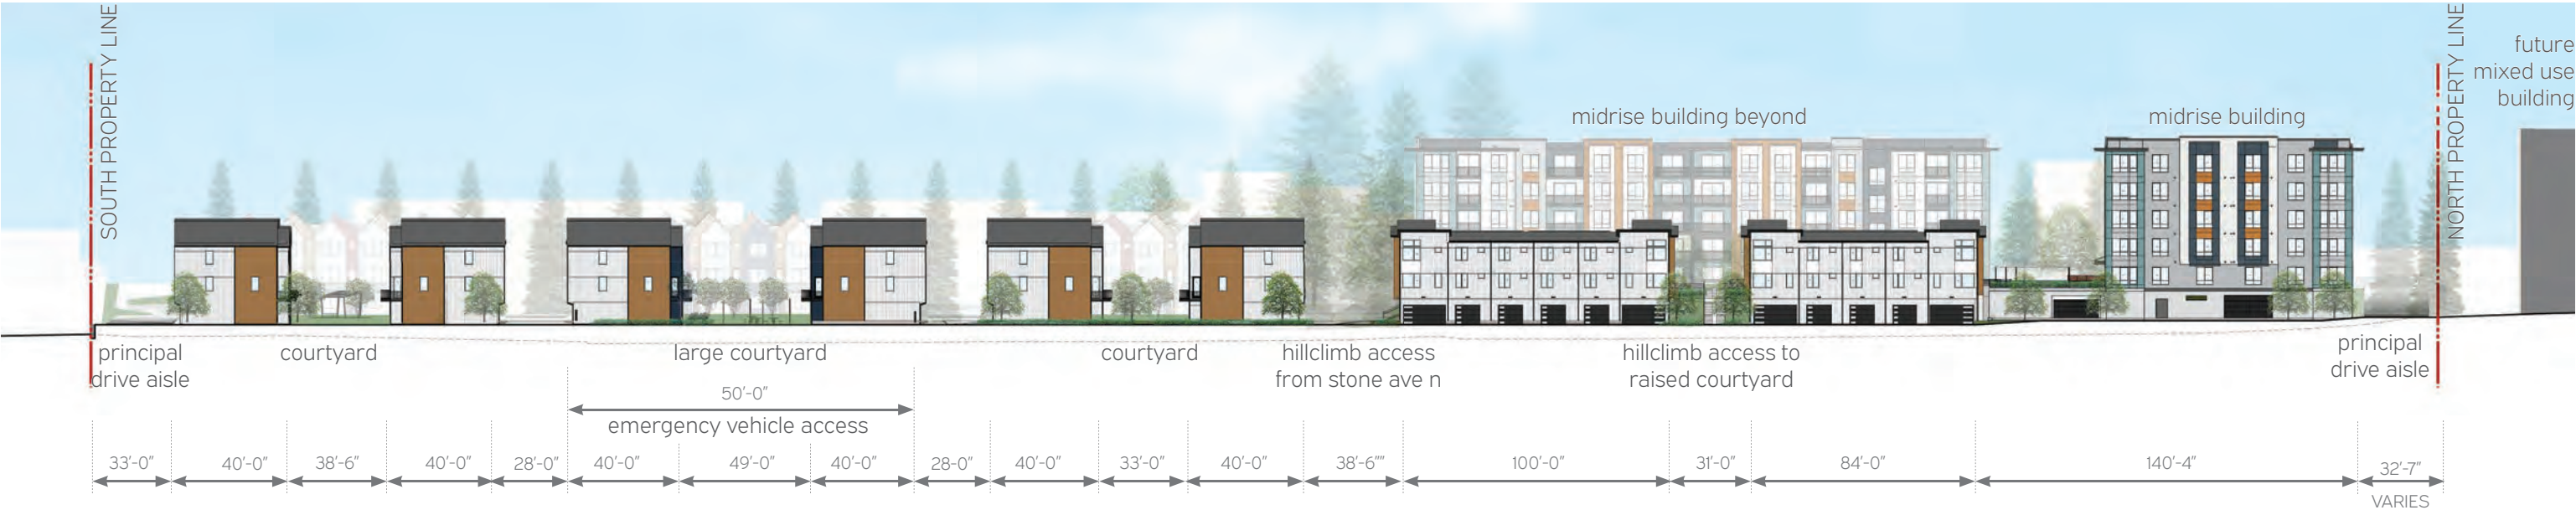 SOUTH PROPERTY LINE
NORTH PROPERTY LINE
future
mixed use
building
midrise building beyond
midrise building
principal
drive aisle
courtyard
large courtyard
courtyard
hillclimb access
from stone ave n
hillclimb access to
raised courtyard
principal
drive aisle
50'-0"
emergency vehicle access
33'-0"
40'-0"
38'-6"
40'-0"
28'-0"
40'-0"
49'-0"
40'-0"
28-0"
40'-0"
33'-0"
40'-0"
38'-6""
100'-0"
31'-0"
84'-0"
140'-4"
32'-7"
VARIES